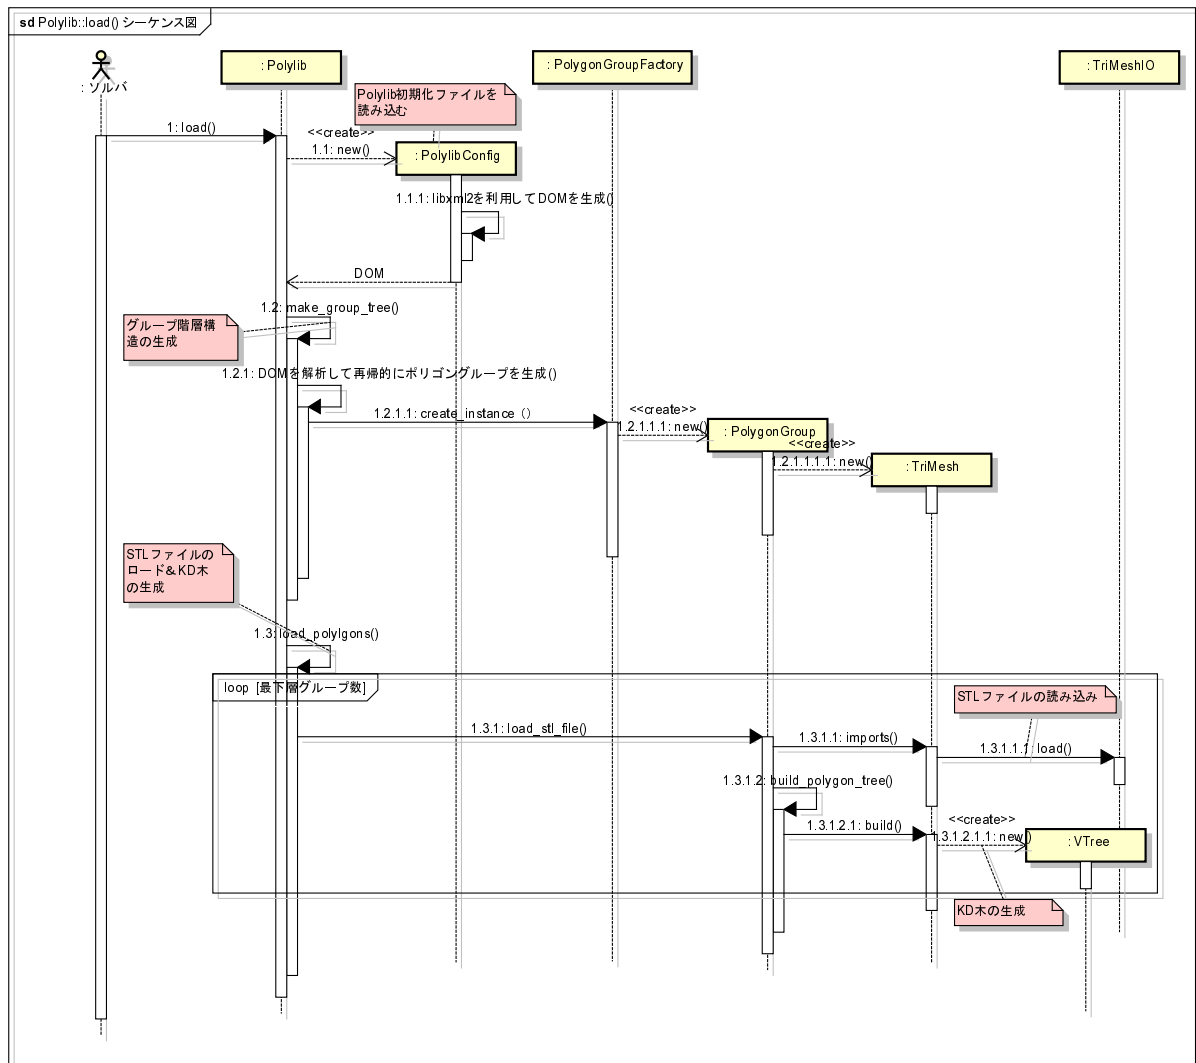 sd Polylib::load() シーケンス図
: ソルバ
: Polylib
: PolygonGroupFactory
: TriMeshIO
Polylib初期化ファイルを
読み込む
1: load()
<<create>>
1.1: new()
: PolylibConfig
1.1.1: libxml2を利用してDOMを生成()
DOM
1.2: make_group_tree()
グループ階層構
造の生成
1.2.1: DOMを解析して再帰的にポリゴングループを生成()
1.2.1.1: create_instance ()
<<create>>
1.2.1.1.1: new()
: PolygonGroup
<<create>>
1.2.1.1.1.1: new()
: TriMesh
STLファイルの
ロード&KD木
の生成
1.3: load_polylgons()
loop [最下層グループ数]
STLファイルの読み込み
1.3.1: load_stl_file()
1.3.1.1: imports()
1.3.1.1.1: load()
1.3.1.2: build_polygon_tree()
1.3.1.2.1: build()
<<create>>
1.3.1.2.1.1: new()
: VTree
KD木の生成